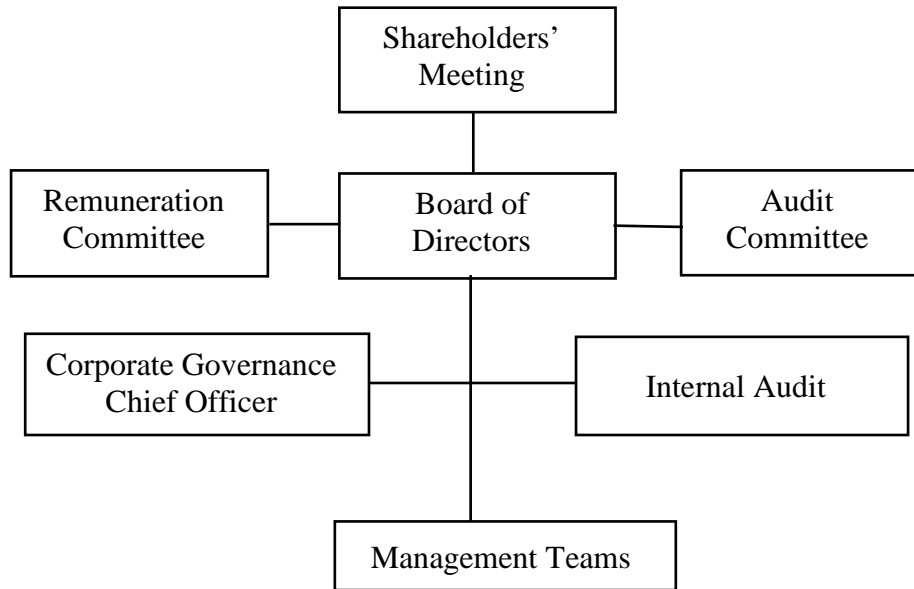 Shareholders’
Meeting
Remuneration
Committee
Board of
Directors
Audit
Committee
Corporate Governance
Chief Officer
Internal Audit
Management Teams